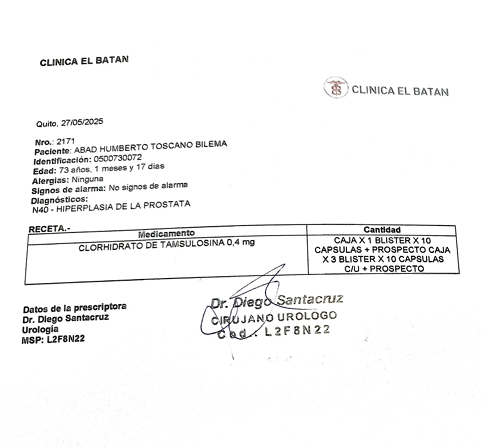 CLINICA EL BATAN
CLINICA EL BATAN
Quito, 27/05/2025
Nro.: 2171
Paciente: ABAD HUMBERTO TOSCANO BILEMA
Identificación: 0500730072
Edad: 73 años, 1 meses y 17 días
Alergias: Ninguna
Signos de alarma: No signos de alarma
Diagnósticos:
N40 - HIPERPLASIA DE LA PROSTATA
RECETA.-
Medicamento
Cantidad
CLORHIDRATO DE TAMSULOSINA 0,4 mg
CAJA X 1 BLISTER X 10
CAPSULAS + PROSPECTO CAJA
X 3 BLISTER X 10 CAPSULAS
C/U + PROSPECTO
Datos de la prescriptora
Dr. Diego Santacruz
Urología
MSP: L2F8N22
Dr. Diego Santacruz
CIRUJANO UROLOGO
Cod.: L2F8N22